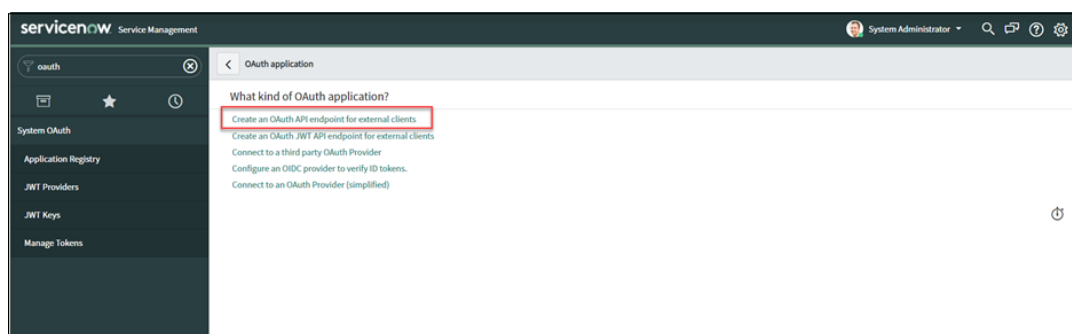 servicenow Service Management
System Administrator
oauth
OAuth application
What kind of OAuth application?
Create an OAuth API endpoint for external clients
Create an OAuth JWT API endpoint for external clients
Connect to a third party OAuth Provider
Configure an OIDC provider to verify ID tokens.
Connect to an OAuth Provider (simplified)
System OAuth
Application Registry
JWT Providers
JWT Keys
Manage Tokens